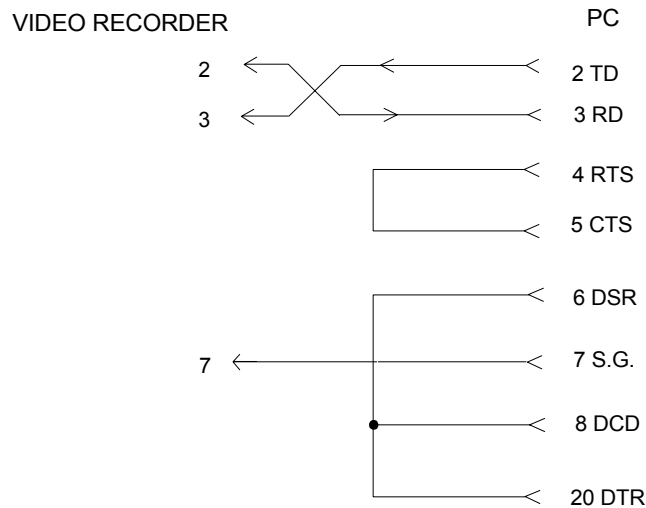 VIDEO RECORDER
PC
2
2 TD
3
3 RD
4 RTS
5 CTS
6 DSR
7
7 S.G.
8 DCD
20 DTR